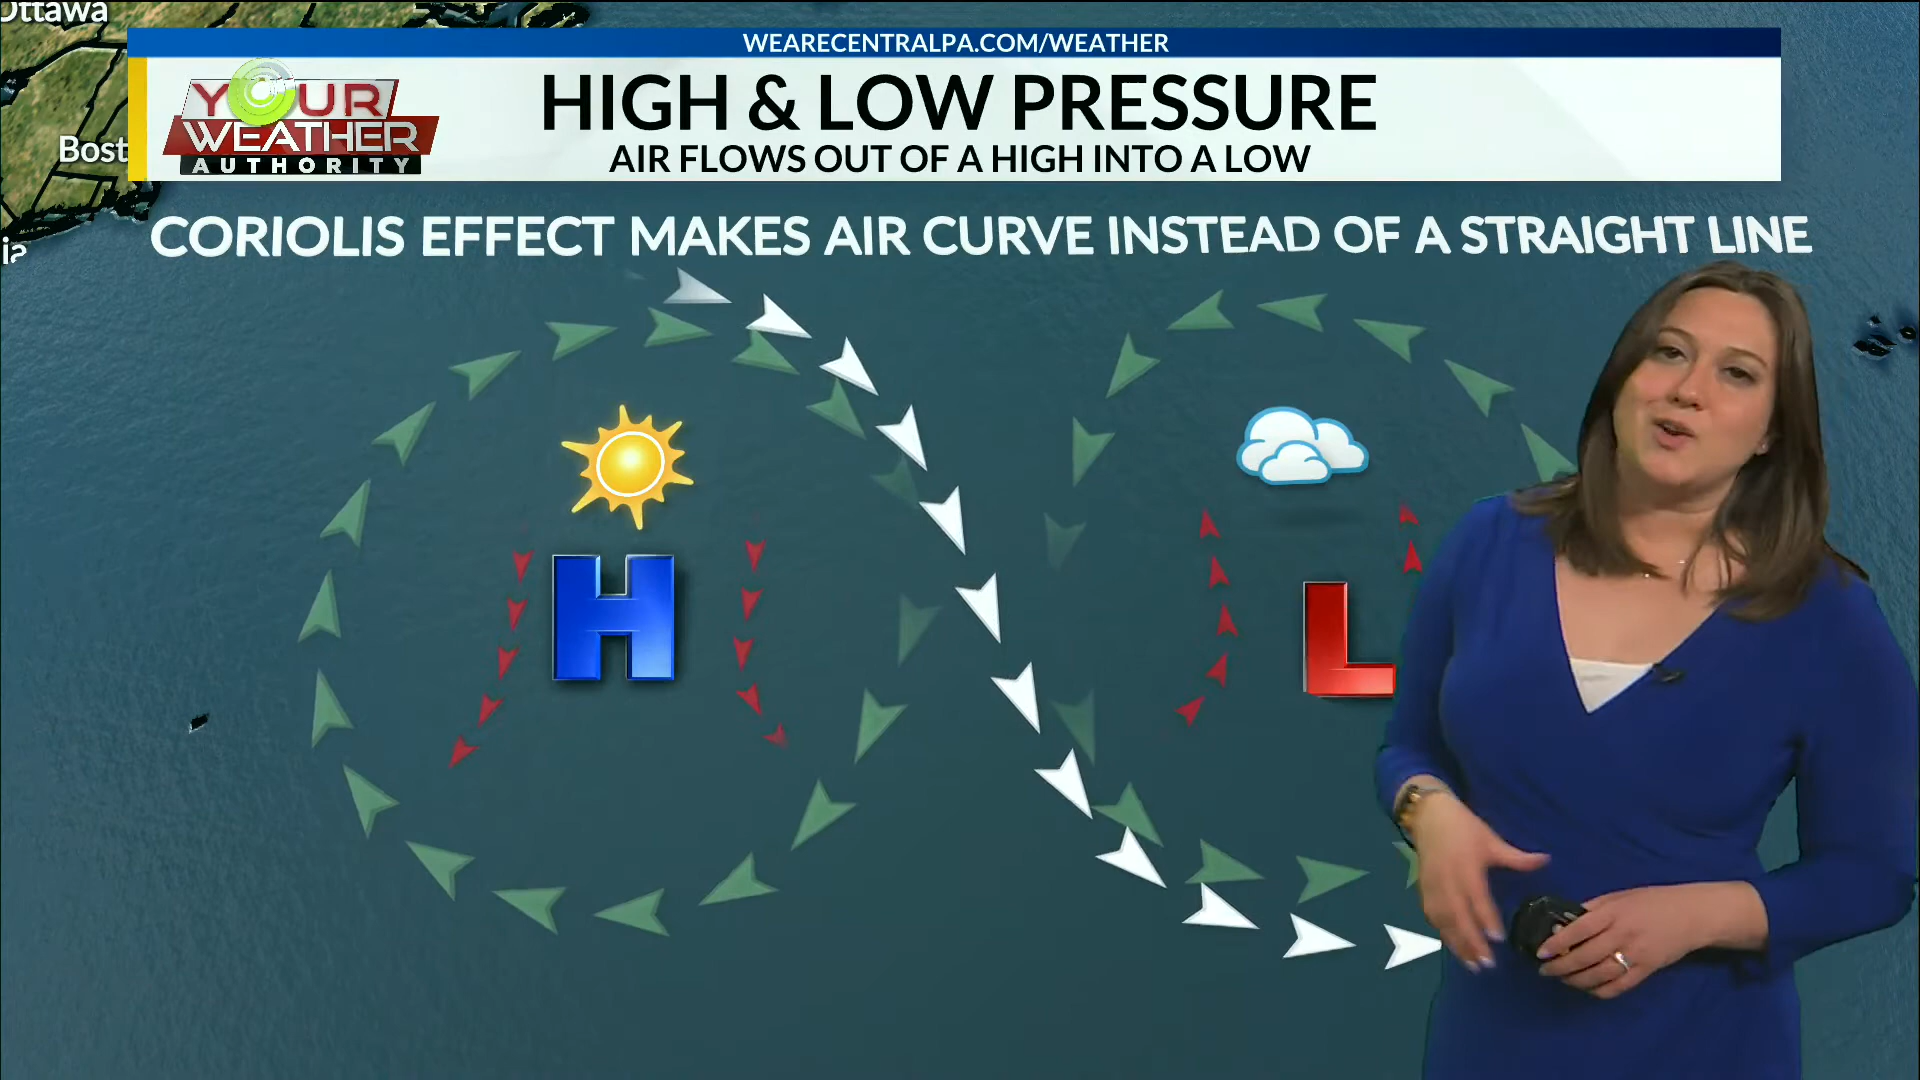 Ottawa
WEARECENTRALPA.COM/WEATHER
YOUR
WEATHER
AUTHORITY
HIGH & LOW PRESSURE
AIR FLOWS OUT OF A HIGH INTO A LOW
Bost
ia
CORIOLIS EFFECT MAKES AIR CURVE INSTEAD OF A STRAIGHT LINE
H
L